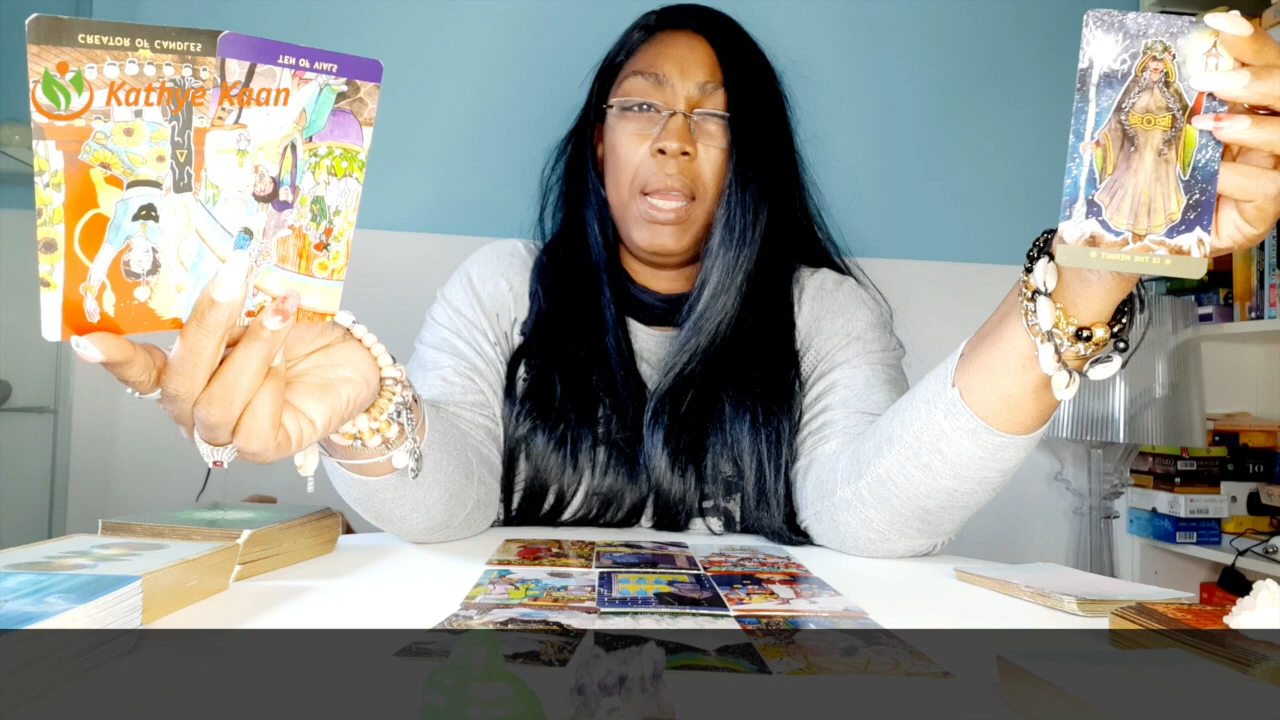 CREATOR OF CANDLES
TEN OF VIALS
Kathye Kaan
IX THE HERMIT